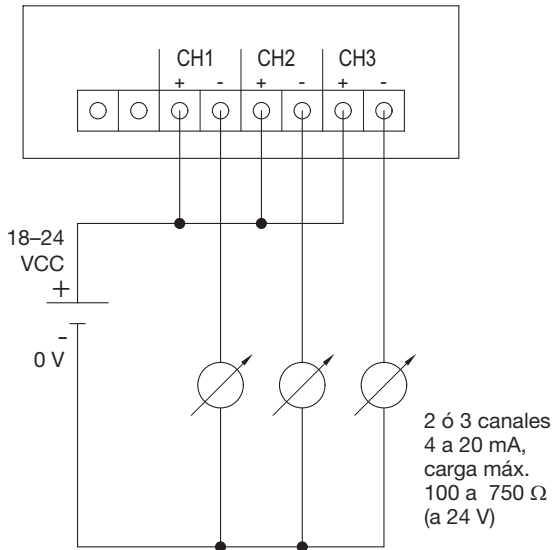 CH1 CH2 CH3
+ - + - + -
18–24
VCC
+
-
0 V
2 ó 3 canales
4 a 20 mA,
carga máx.
100 a 750 Ω
(a 24 V)